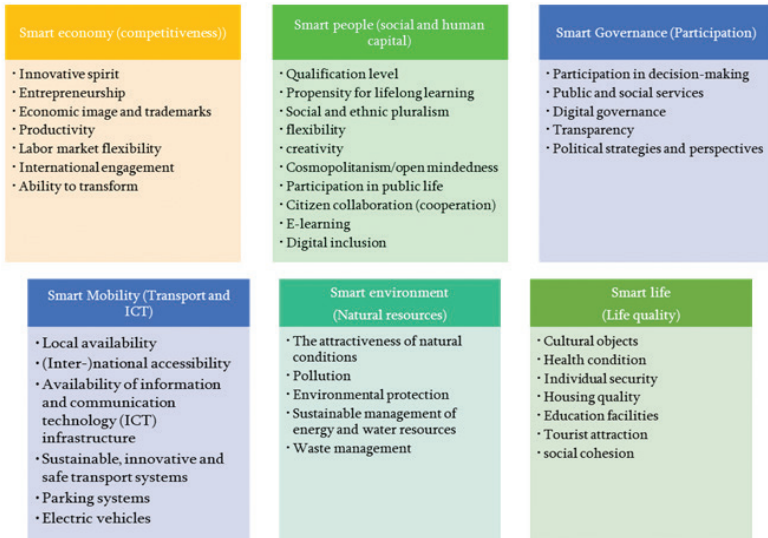 Smart economy (competitiveness))
· Innovative spirit
· Entrepreneurship
· Economic image and trademarks
· Productivity
· Labor market flexibility
· International engagement
· Ability to transform
Smart people (social and human
capital)
· Qualification level
· Propensity for lifelong learning
· Social and ethnic pluralism
· flexibility
· creativity
· Cosmopolitanism/open mindedness
· Participation in public life
· Citizen collaboration (cooperation)
· E-learning
· Digital inclusion
Smart Governance (Participation)
· Participation in decision-making
· Public and social services
· Digital governance
· Transparency
· Political strategies and perspectives
Smart Mobility (Transport and
ICT)
· Local availability
· (Inter-)national accessibility
· Availability of information
and communication
technology (ICT)
infrastructure
· Sustainable, innovative and
safe transport systems
· Parking systems
· Electric vehicles
Smart environment
(Natural resources)
· The attractiveness of natural
conditions
· Pollution
· Environmental protection
· Sustainable management of
energy and water resources
· Waste management
Smart life
(Life quality)
· Cultural objects
· Health condition
· Individual security
· Housing quality
· Education facilities
· Tourist attraction
· social cohesion